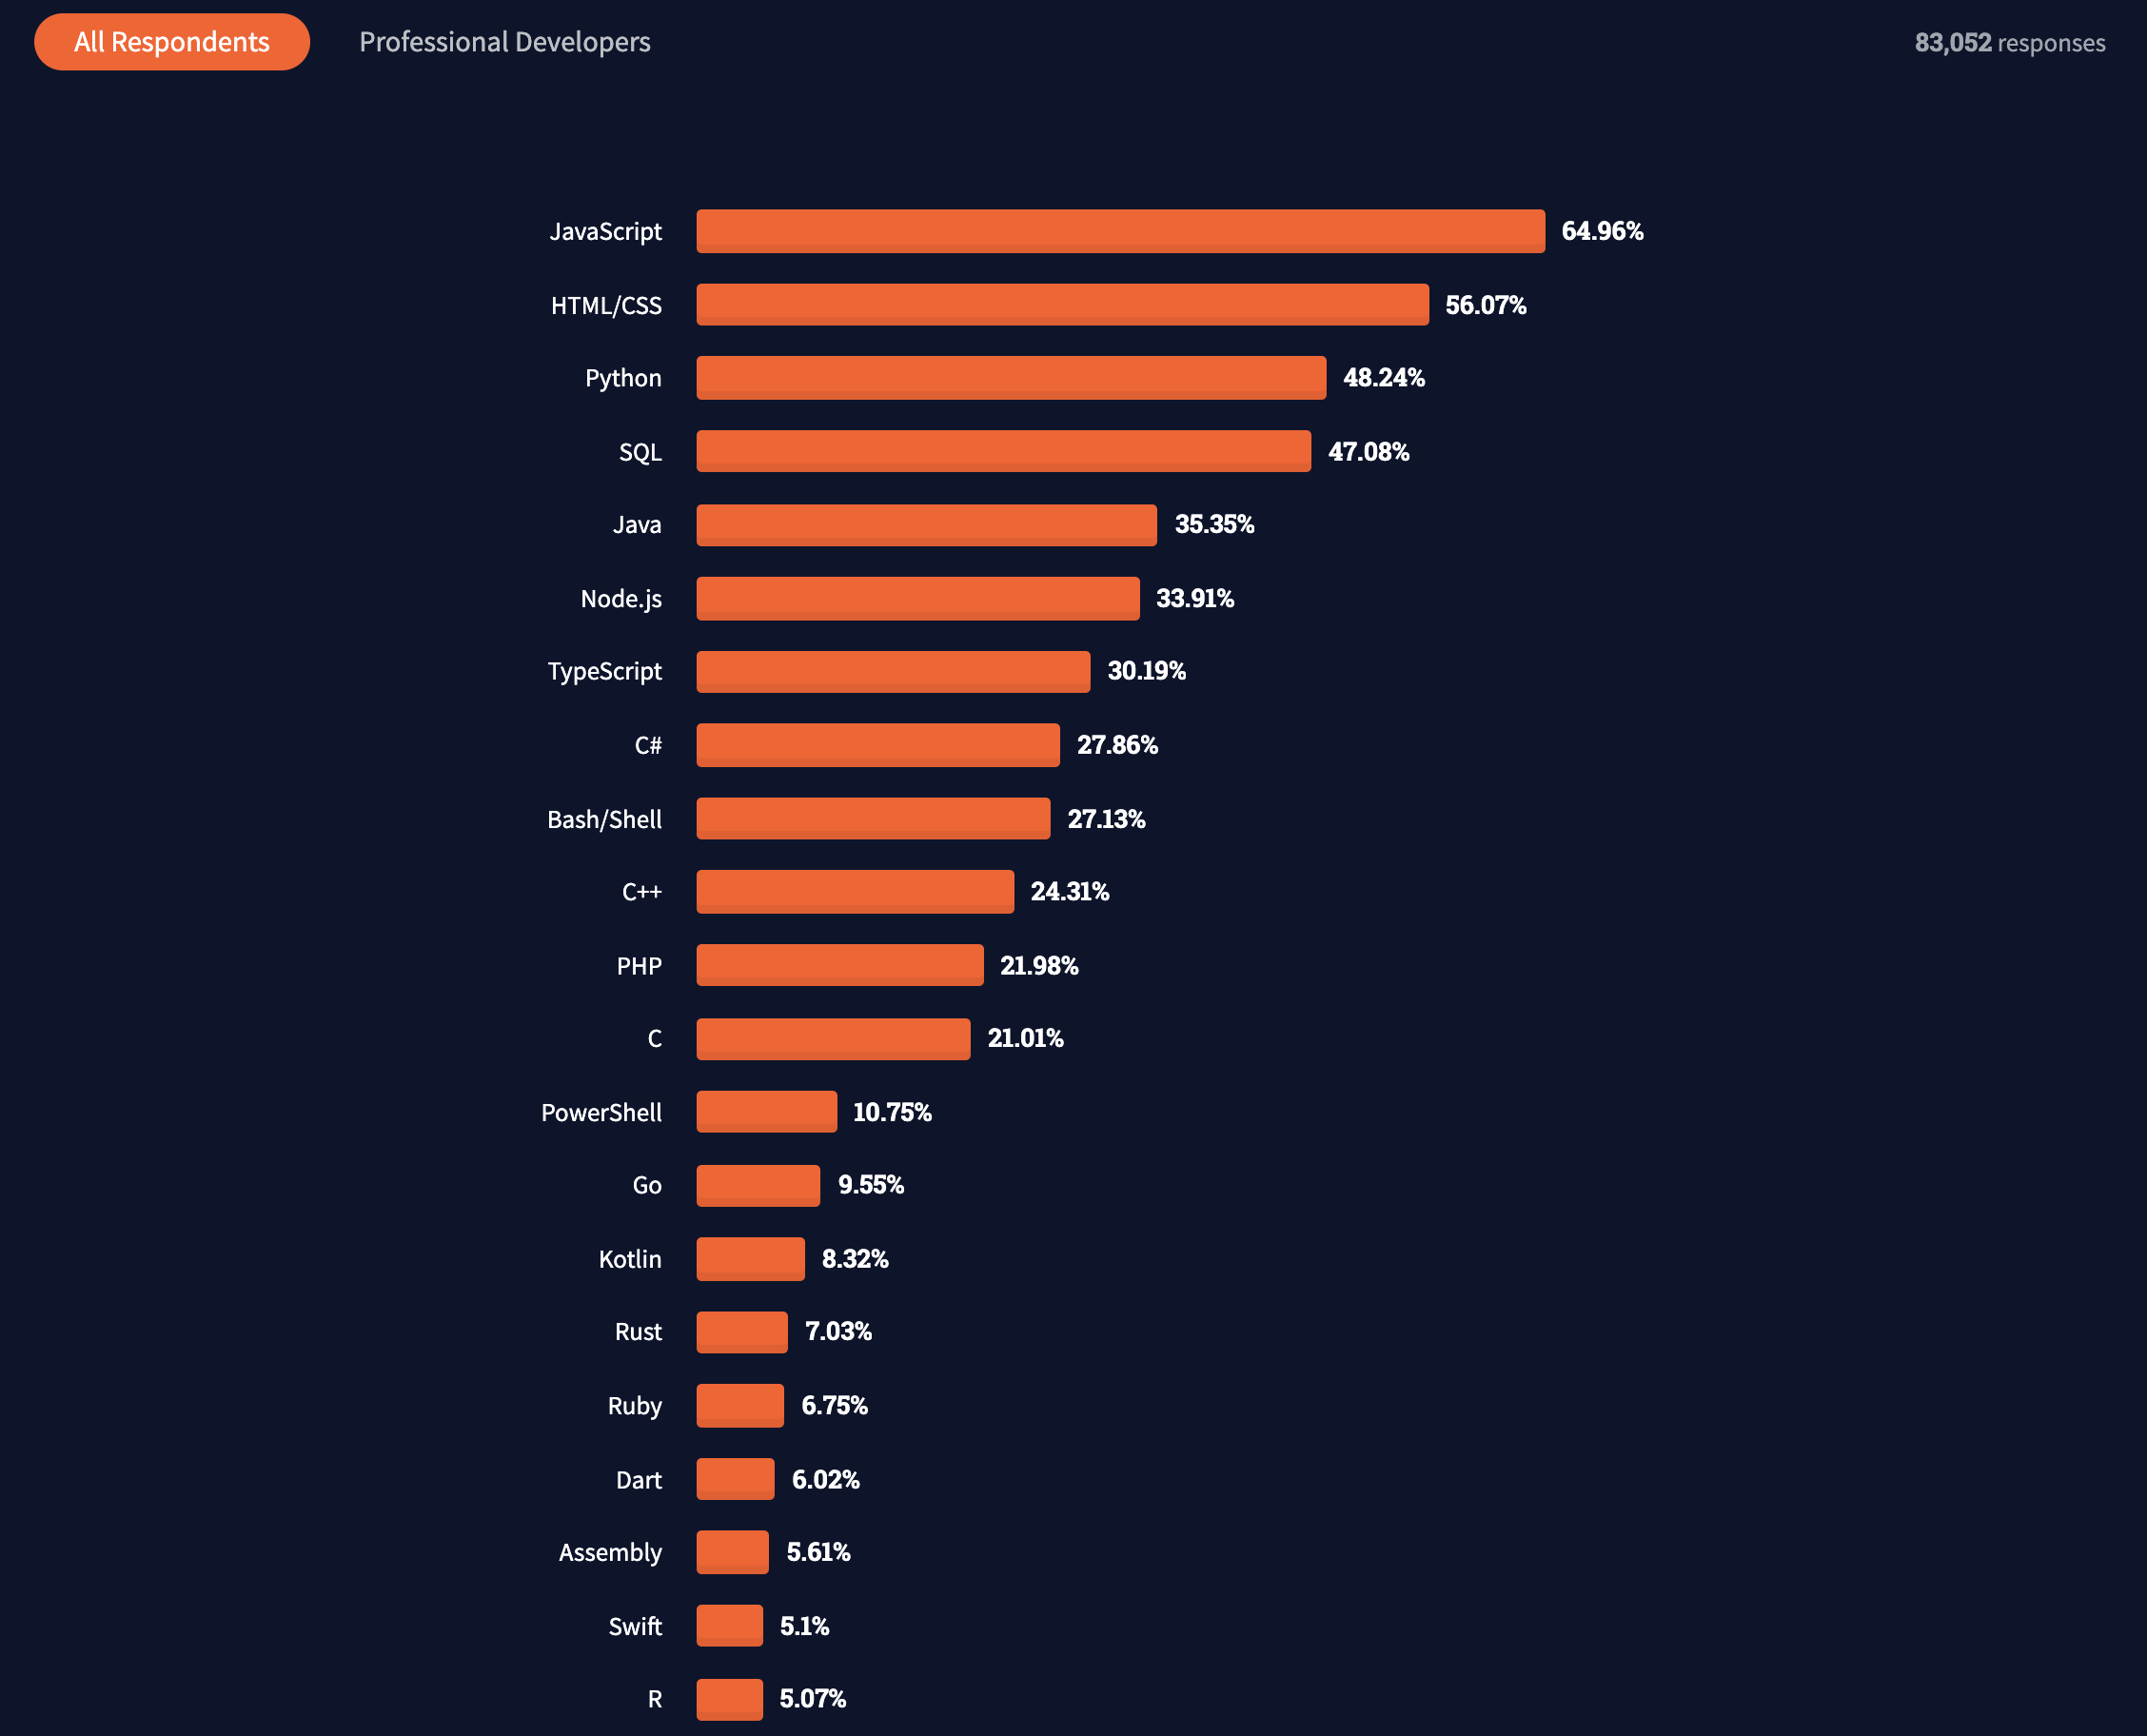 All Respondents Professional Developers 83,052 responses
JavaScript 64.96%
HTML/CSS 56.07%
Python 48.24%
SQL 47.08%
Java 35.35%
Node.js 33.91%
TypeScript 30.19%
C# 27.86%
Bash/Shell 27.13%
C++ 24.31%
PHP 21.98%
C 21.01%
PowerShell 10.75%
Go 9.55%
Kotlin 8.32%
Rust 7.03%
Ruby 6.75%
Dart 6.02%
Assembly 5.61%
Swift 5.1%
R 5.07%